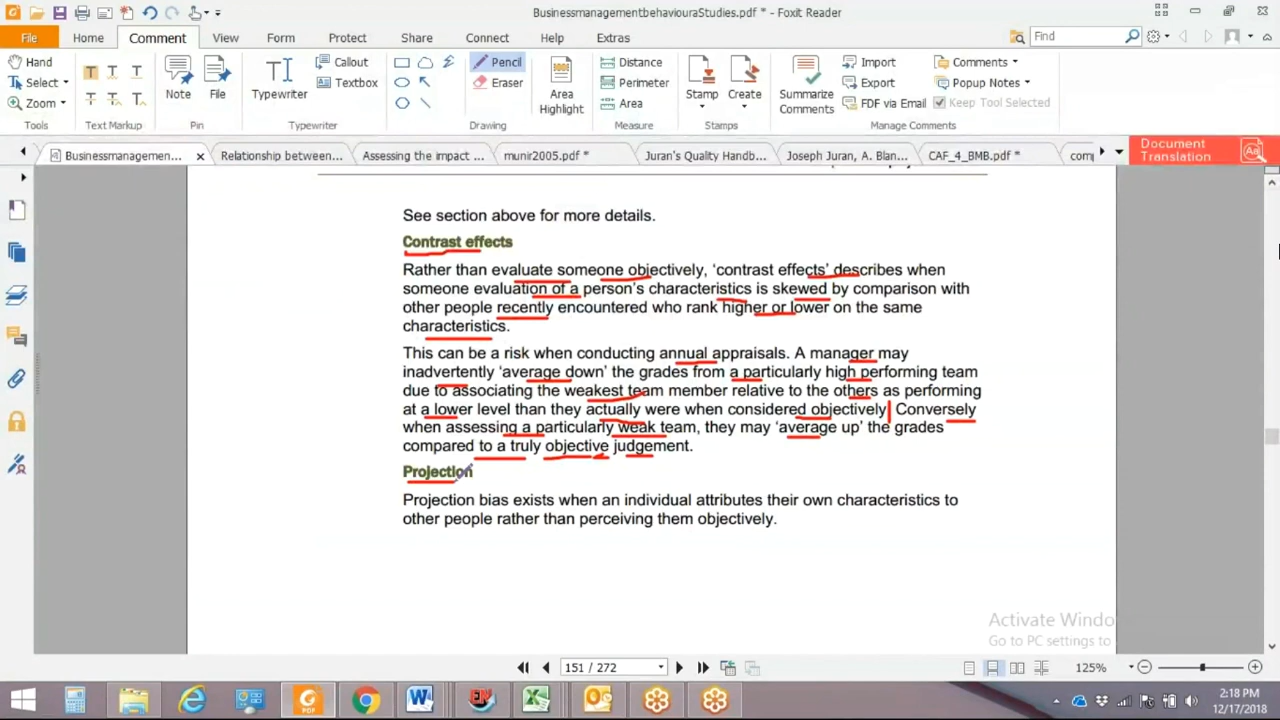 BusinessmanagementbehaviouraStudies.pdf * - Foxit Reader
File Home Comment View Form Protect Share Connect Help Extras Find
Hand Select Zoom Tools
Text Markup
Note File Pin
Typewriter Callout Textbox Typewriter
Pencil Eraser Drawing
Area Highlight Distance Perimeter Area Measure
Stamp Create Stamps
Summarize Comments Import Export FDF via Email Comments Popup Notes Keep Tool Selected Manage Comments
Businessmanagemen... Relationship between... Assessing the impact ... munir2005.pdf * Juran's Quality Handb... Joseph Juran, A. Blan... CAF_4_BMB.pdf * com
Document Translation
See section above for more details.
Contrast effects
Rather than evaluate someone objectively, ‘contrast effects’ describes when
someone evaluation of a person’s characteristics is skewed by comparison with
other people recently encountered who rank higher or lower on the same
characteristics.
This can be a risk when conducting annual appraisals. A manager may
inadvertently ‘average down’ the grades from a particularly high performing team
due to associating the weakest team member relative to the others as performing
at a lower level than they actually were when considered objectively Conversely
when assessing a particularly weak team, they may ‘average up’ the grades
compared to a truly objective judgement.
Projection
Projection bias exists when an individual attributes their own characteristics to
other people rather than perceiving them objectively.
Activate Windo
Go to PC settings to
151 / 272 125%
2:18 PM
12/17/2018